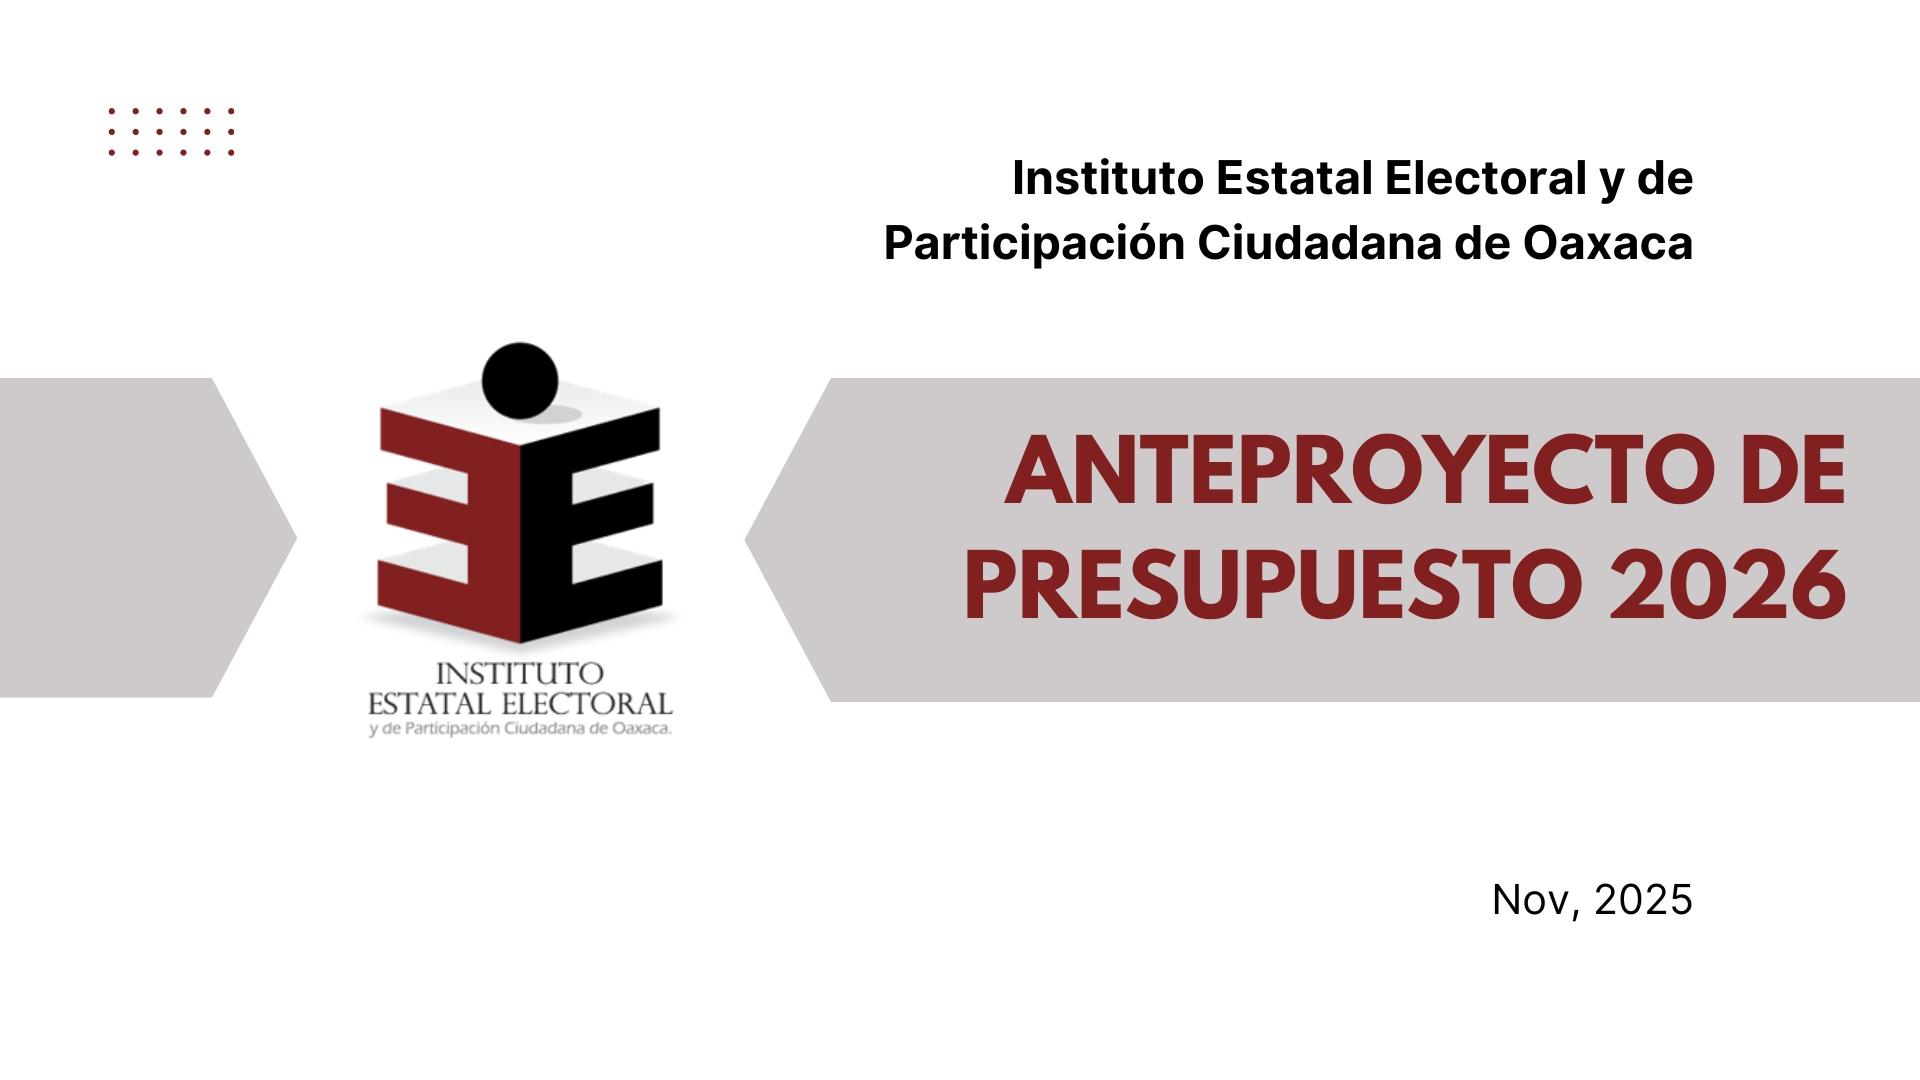 Instituto Estatal Electoral y de
Participación Ciudadana de Oaxaca
ANTEPROYECTO DE
PRESUPUESTO 2026
INSTITUTO
ESTATAL ELECTORAL
y de Participación Ciudadana de Oaxaca.
Nov, 2025